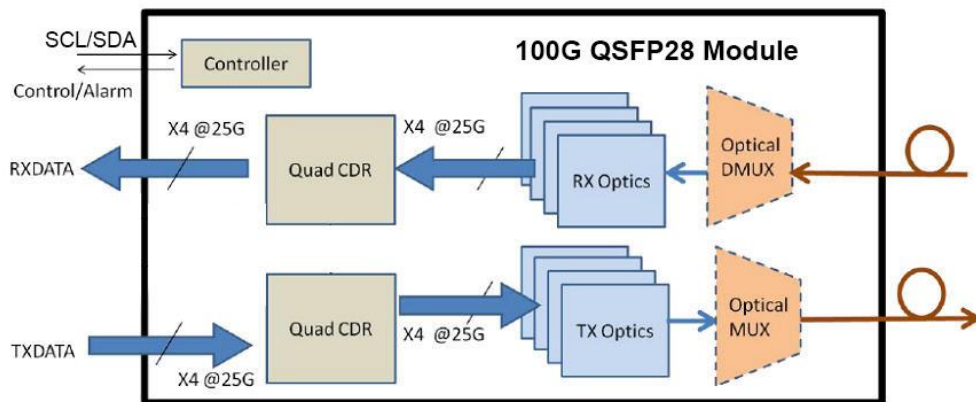 SCL/SDA
Control/Alarm
Controller
100G QSFP28 Module
RXDATA
X4 @25G
Quad CDR
X4 @25G
RX Optics
Optical
DMUX
TXDATA
X4 @25G
Quad CDR
X4 @25G
TX Optics
Optical
MUX